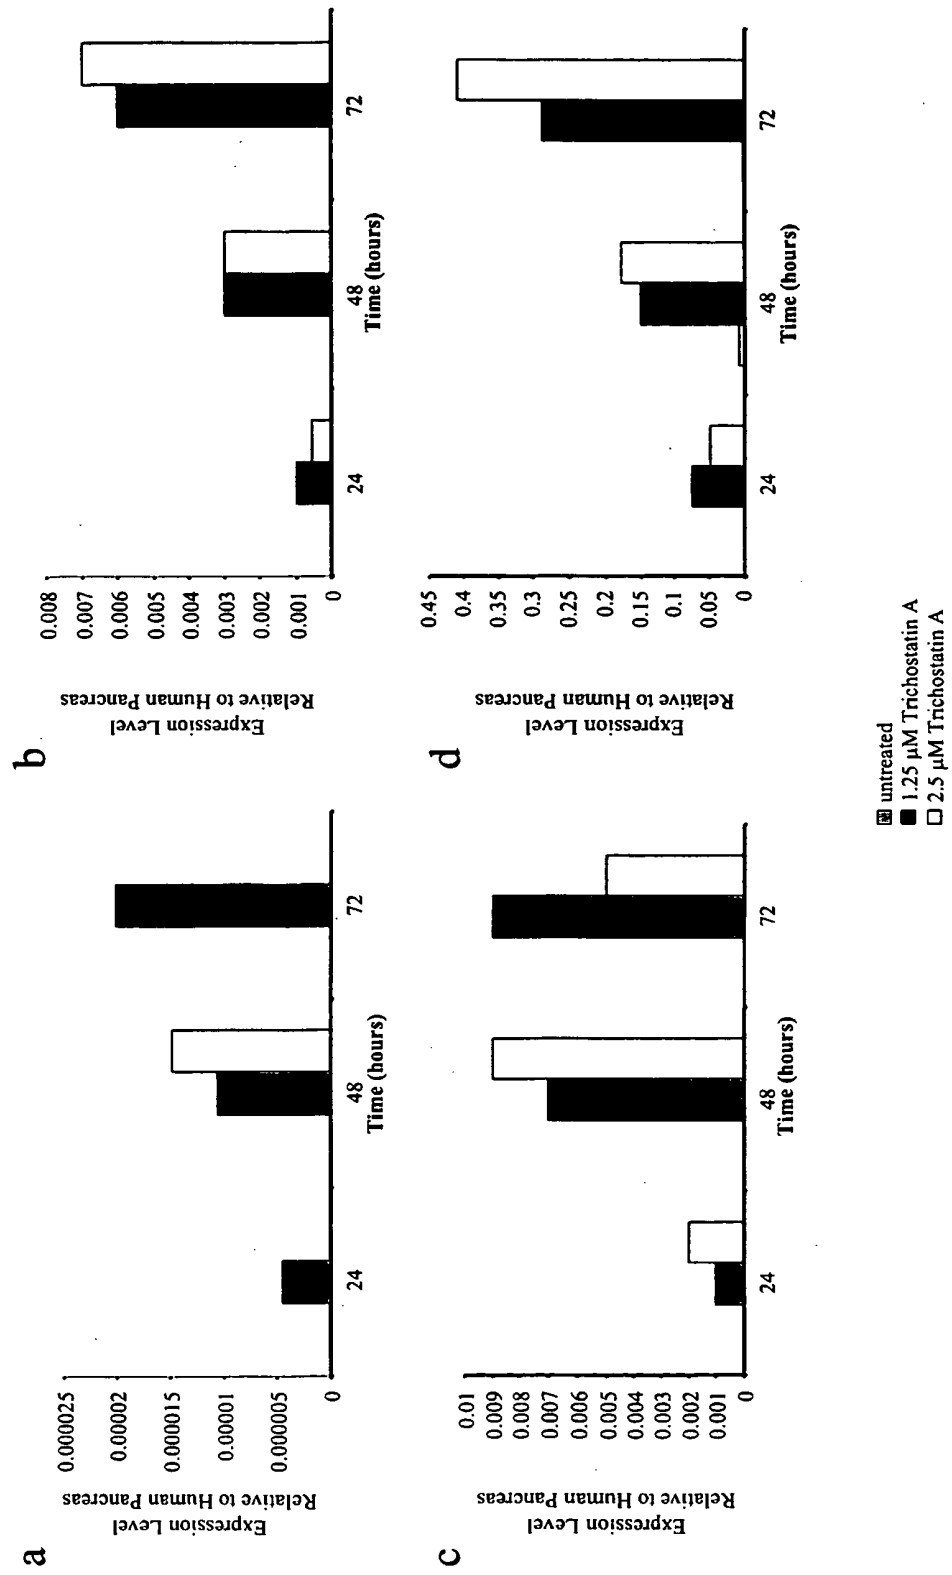 a
Expression Level
Relative to Human Pancreas
0.000025
0.00002
0.000015
0.00001
0.000005
0
24
48
72
Time (hours)
b
Expression Level
Relative to Human Pancreas
0.008
0.007
0.006
0.005
0.004
0.003
0.002
0.001
0
24
48
72
Time (hours)
c
Expression Level
Relative to Human Pancreas
0.01
0.009
0.008
0.007
0.006
0.005
0.004
0.003
0.002
0.001
0
24
48
72
Time (hours)
d
Expression Level
Relative to Human Pancreas
0.45
0.4
0.35
0.3
0.25
0.2
0.15
0.1
0.05
0
24
48
72
Time (hours)
untreated
1.25 µM Trichostatin A
2.5 µM Trichostatin A